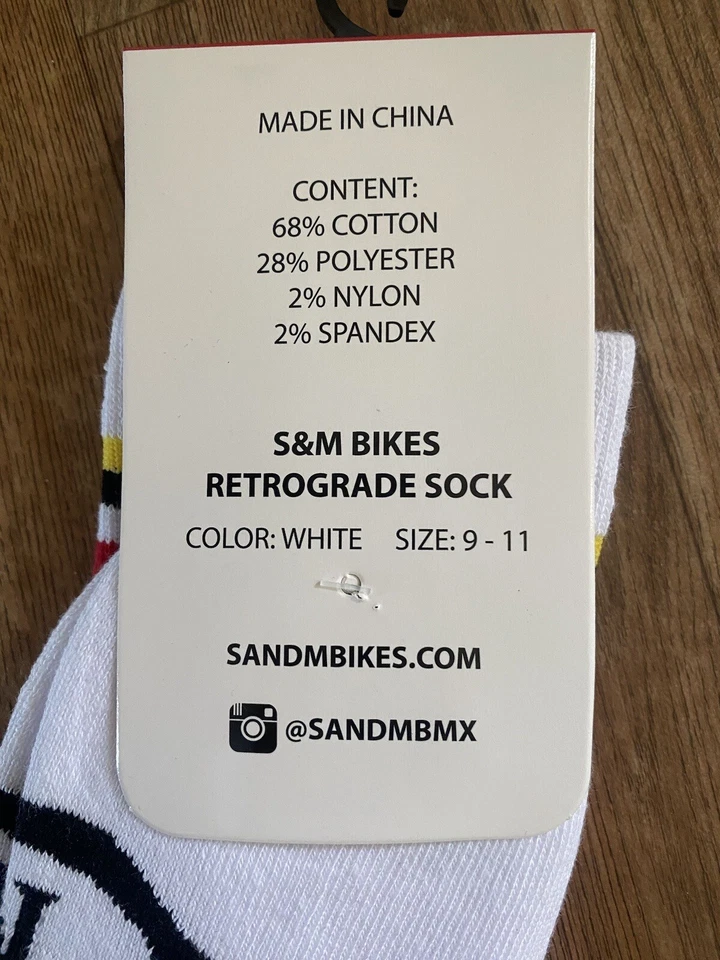 MADE IN CHINA
CONTENT:
68% COTTON
28% POLYESTER
2% NYLON
2% SPANDEX
S&M BIKES
RETROGRADE SOCK
COLOR: WHITE SIZE: 9 - 11
SANDMBIKES.COM
@SANDMBMX